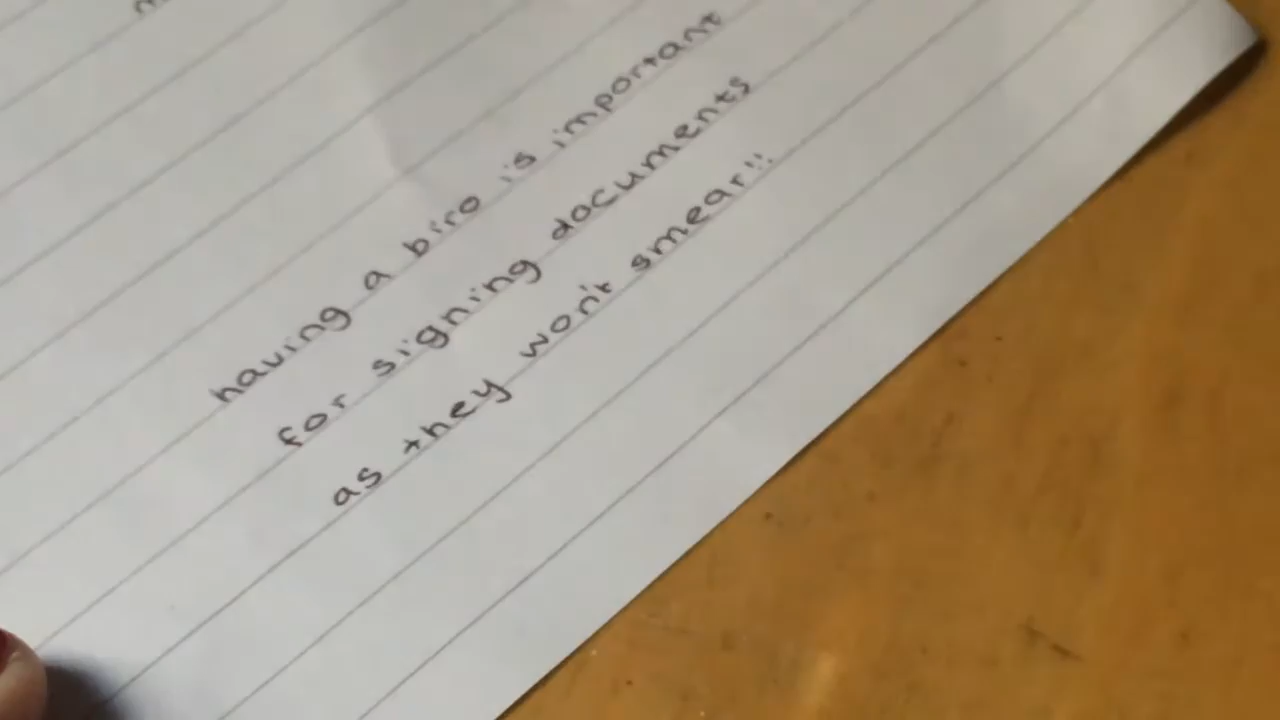 having a biro is important
for signing documents
as they won't smear!!